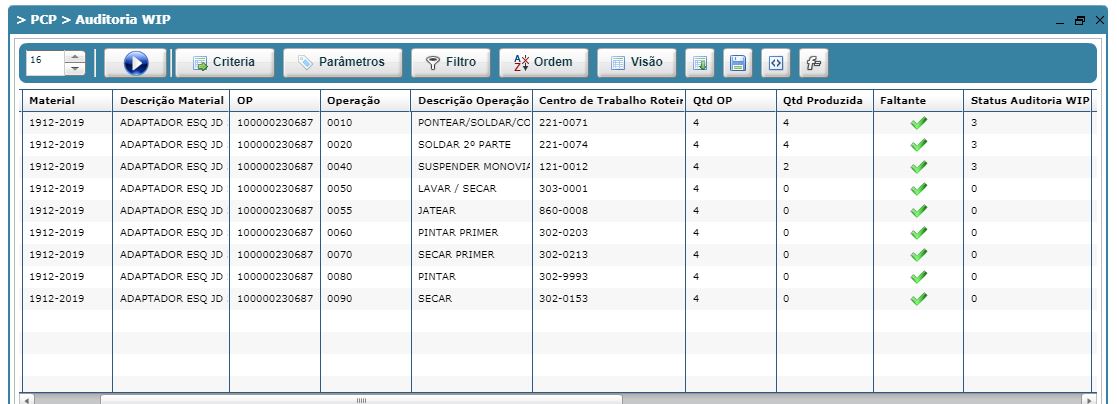 > PCP > Auditoria WIP
16 Criteria Parâmetros Filtro Ordem Visão
Material Descrição Material OP Operação Descrição Operação Centro de Trabalho Roteir Qtd OP Qtd Produzida Faltante Status Auditoria WIP
1912-2019 ADAPTADOR ESQ JD 100000230687 0010 PONTEAR/SOLDAR/CO 221-0071 4 4 3
1912-2019 ADAPTADOR ESQ JD 100000230687 0020 SOLDAR 2º PARTE 221-0074 4 4 3
1912-2019 ADAPTADOR ESQ JD 100000230687 0040 SUSPENDER MONOVIA 121-0012 4 2 3
1912-2019 ADAPTADOR ESQ JD 100000230687 0050 LAVAR / SECAR 303-0001 4 0 0
1912-2019 ADAPTADOR ESQ JD 100000230687 0055 JATEAR 860-0008 4 0 0
1912-2019 ADAPTADOR ESQ JD 100000230687 0060 PINTAR PRIMER 302-0203 4 0 0
1912-2019 ADAPTADOR ESQ JD 100000230687 0070 SECAR PRIMER 302-0213 4 0 0
1912-2019 ADAPTADOR ESQ JD 100000230687 0080 PINTAR 302-9993 4 0 0
1912-2019 ADAPTADOR ESQ JD 100000230687 0090 SECAR 302-0153 4 0 0